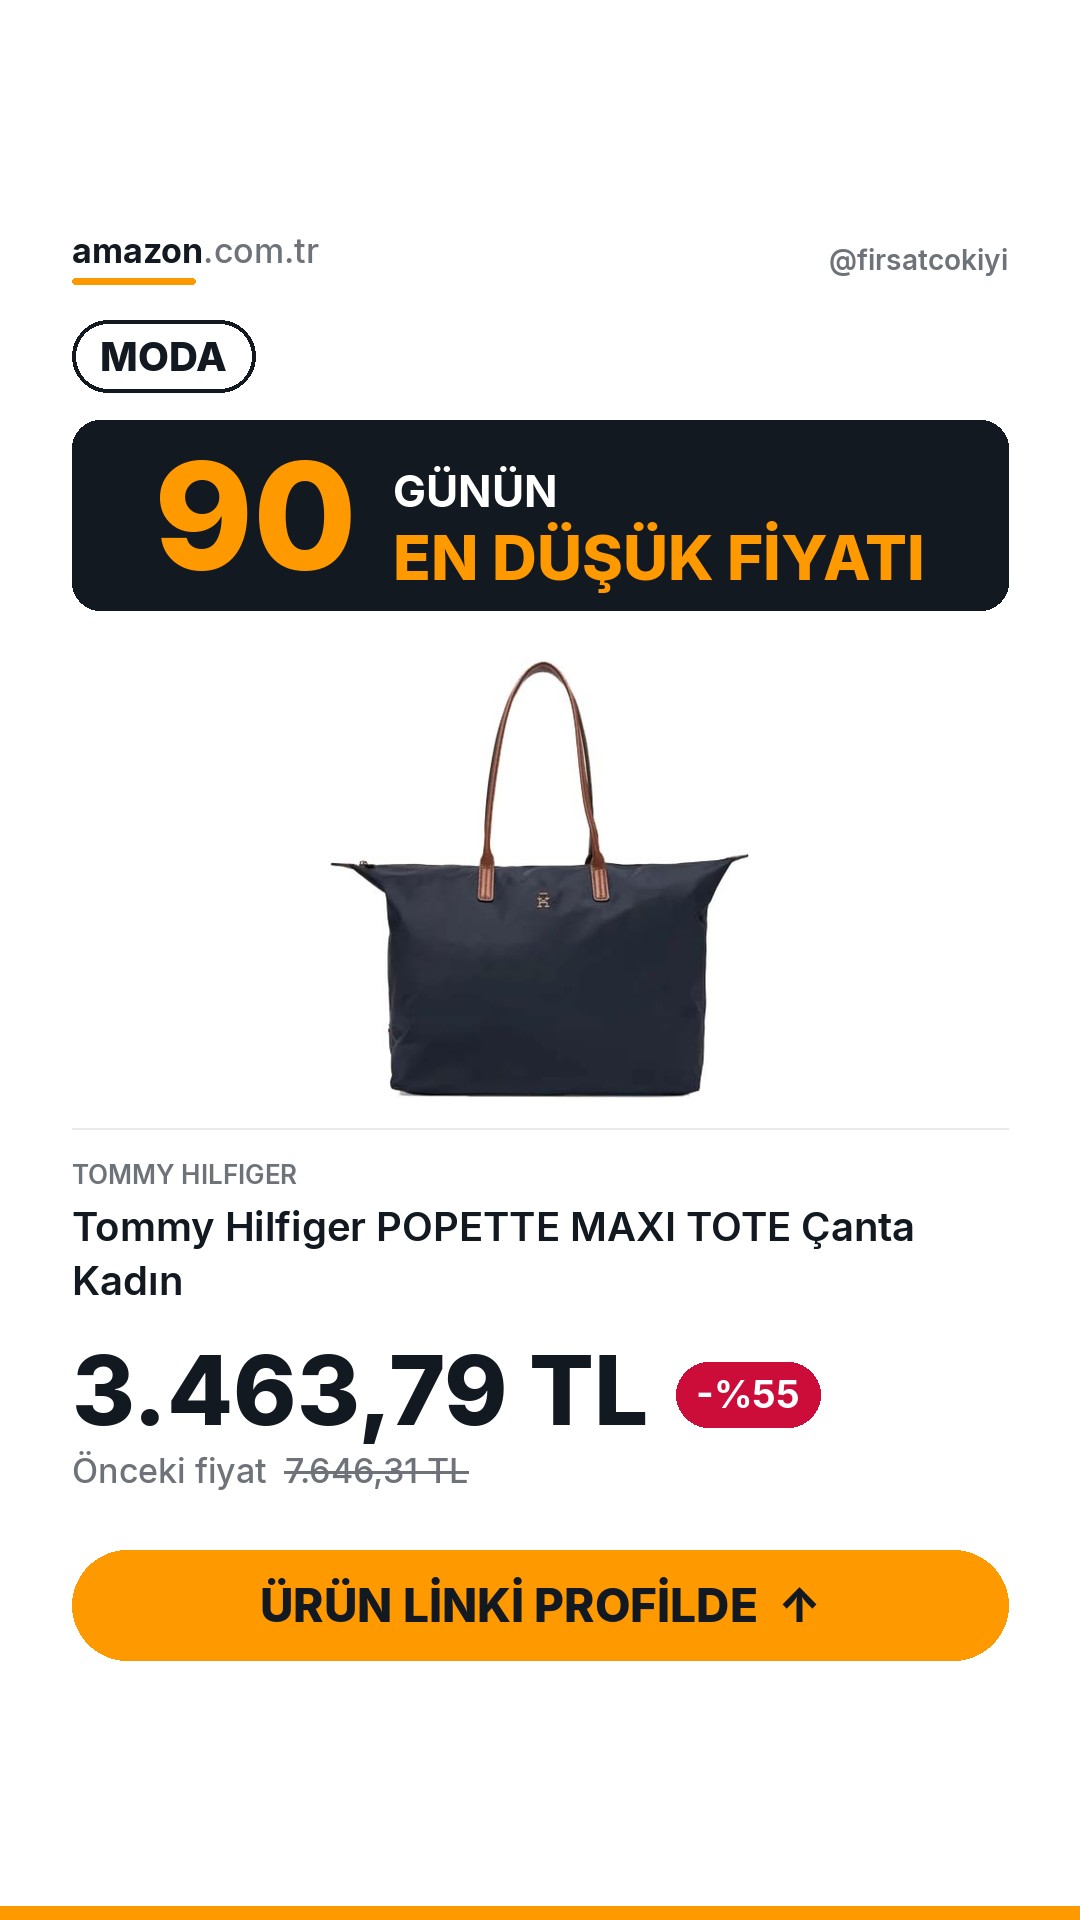 amazon.com.tr
@firsatcokiyi
MODA
90
GÜNÜN
EN DÜŞÜK FİYATI
TOMMY HILFIGER
Tommy Hilfiger POPETTE MAXI TOTE Çanta
Kadın
3.463,79 TL
-%55
Önceki fiyat 7.646,31 TL
ÜRÜN LİNKİ PROFİLDE ↑